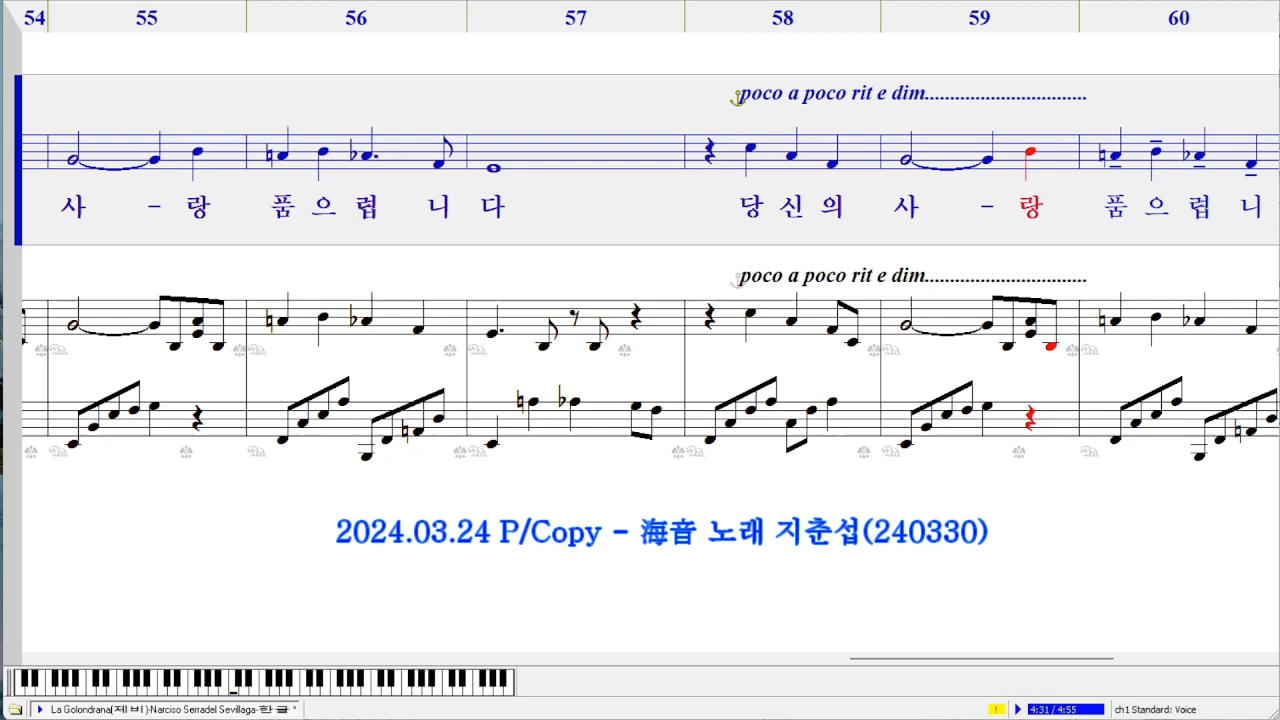 54 55 56 57 58 59 60
poco a poco rit e dim................................
사 - 랑 품 으 렵 니 다 당 신 의 사 - 랑 품 으 렵 니
poco a poco rit e dim................................
2024.03.24 P/Copy - 海音 노래 지춘섭(240330)
La Golondrana(제비)-Narciso Serradel Sevillaga-한글 * ! 4:31 / 4:55 ch1 Standard: Voice